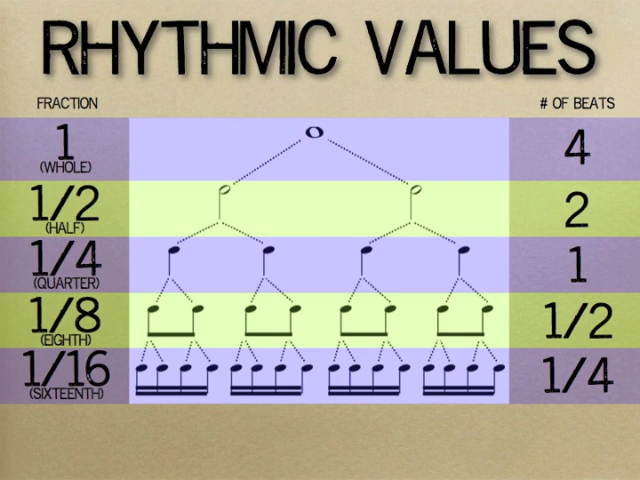 RHYTHMIC VALUES
FRACTION
# OF BEATS
1
(WHOLE)
4
1/2
(HALF)
2
1/4
(QUARTER)
1
1/8
(EIGHTH)
1/2
1/16
(SIXTEENTH)
1/4